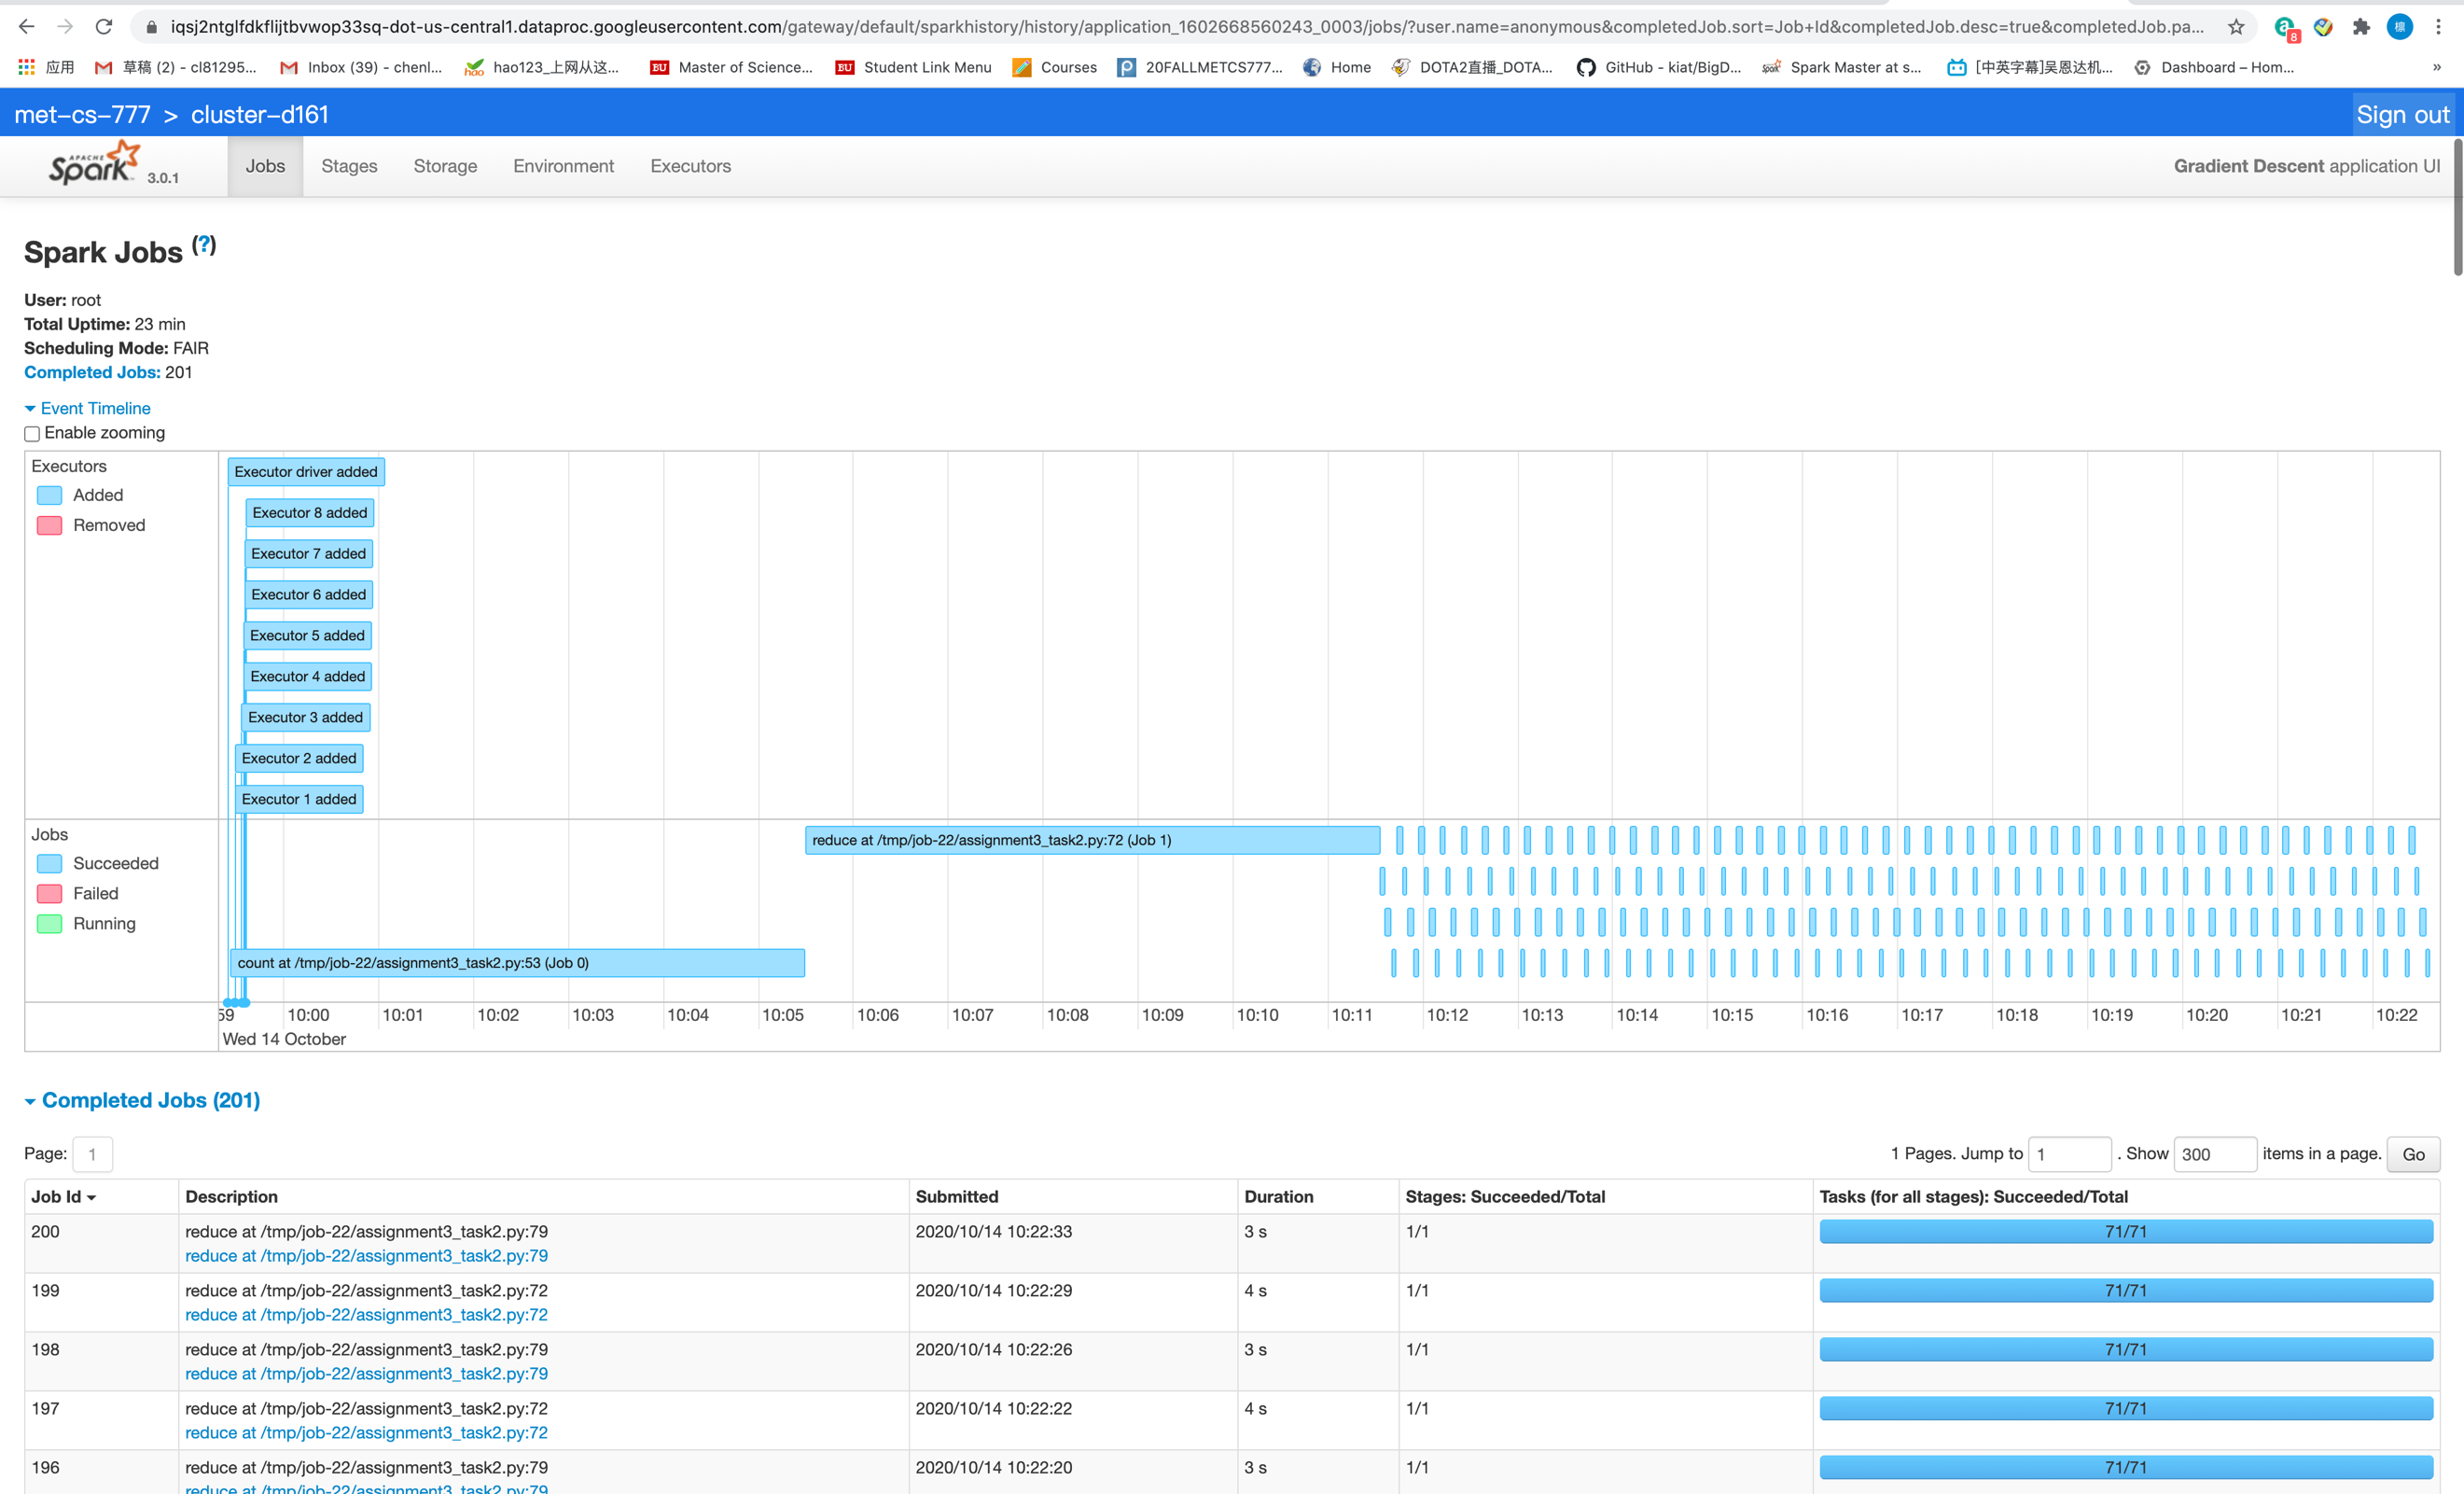 iqsj2ntglfdkflijtbvwop33sq-dot-us-central1.dataproc.googleusercontent.com/gateway/default/sparkhistory/history/application_1602668560243_0003/jobs/?user.name=anonymous&completedJob.sort=Job+Id&completedJob.desc=true&completedJob.pa...
8
应用 草稿 (2) - cl81295... Inbox (39) - chenl... hao123_上网从这... Master of Science... Student Link Menu Courses 20FALLMETCS777... Home DOTA2直播_DOTA... GitHub - kiat/BigD... Spark Master at s... [中英字幕]吴恩达机... Dashboard – Hom... »
met-cs-777 > cluster-d161 Sign out
APACHE Spark 3.0.1 Jobs Stages Storage Environment Executors Gradient Descent application UI
Spark Jobs (?)
User: root
Total Uptime: 23 min
Scheduling Mode: FAIR
Completed Jobs: 201
Event Timeline
Enable zooming
Executors
Added
Removed
Executor driver added
Executor 8 added
Executor 7 added
Executor 6 added
Executor 5 added
Executor 4 added
Executor 3 added
Executor 2 added
Executor 1 added
Jobs
Succeeded
Failed
Running
reduce at /tmp/job-22/assignment3_task2.py:72 (Job 1)
count at /tmp/job-22/assignment3_task2.py:53 (Job 0)
59 10:00 10:01 10:02 10:03 10:04 10:05 10:06 10:07 10:08 10:09 10:10 10:11 10:12 10:13 10:14 10:15 10:16 10:17 10:18 10:19 10:20 10:21 10:22
Wed 14 October
Completed Jobs (201)
Page: 1 1 Pages. Jump to 1 . Show 300 items in a page. Go
Job Id Description Submitted Duration Stages: Succeeded/Total Tasks (for all stages): Succeeded/Total
200 reduce at /tmp/job-22/assignment3_task2.py:79 2020/10/14 10:22:33 3 s 1/1 71/71
reduce at /tmp/job-22/assignment3_task2.py:79
199 reduce at /tmp/job-22/assignment3_task2.py:72 2020/10/14 10:22:29 4 s 1/1 71/71
reduce at /tmp/job-22/assignment3_task2.py:72
198 reduce at /tmp/job-22/assignment3_task2.py:79 2020/10/14 10:22:26 3 s 1/1 71/71
reduce at /tmp/job-22/assignment3_task2.py:79
197 reduce at /tmp/job-22/assignment3_task2.py:72 2020/10/14 10:22:22 4 s 1/1 71/71
reduce at /tmp/job-22/assignment3_task2.py:72
196 reduce at /tmp/job-22/assignment3_task2.py:79 2020/10/14 10:22:20 3 s 1/1 71/71
reduce at /tmp/job-22/assignment3_task2.py:79